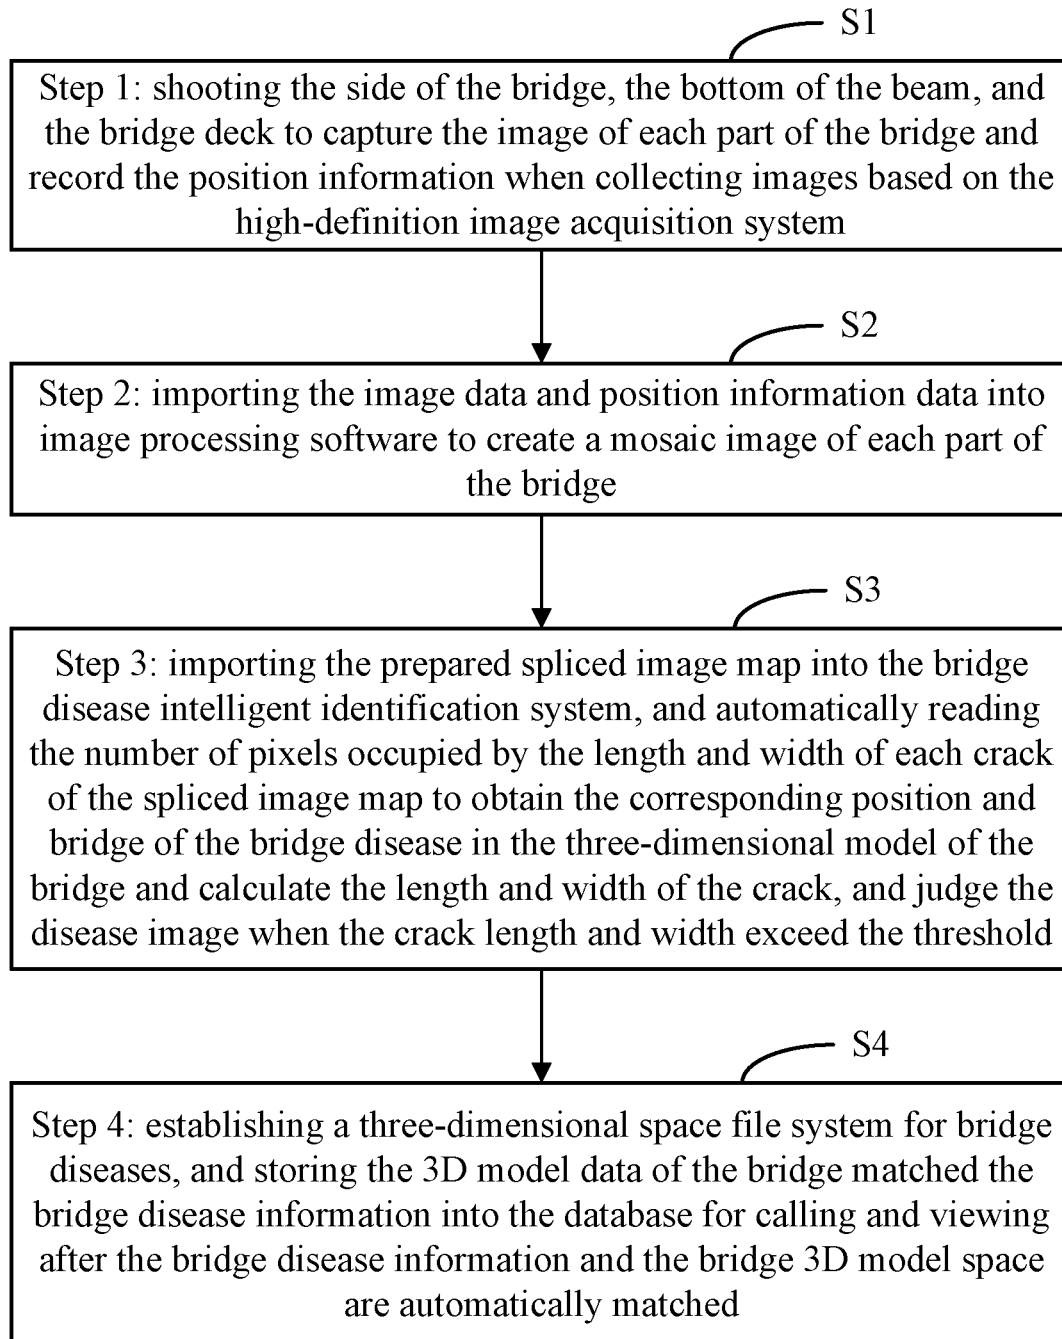 S1
Step 1: shooting the side of the bridge, the bottom of the beam, and
the bridge deck to capture the image of each part of the bridge and
record the position information when collecting images based on the
high-definition image acquisition system
S2
Step 2: importing the image data and position information data into
image processing software to create a mosaic image of each part of
the bridge
S3
Step 3: importing the prepared spliced image map into the bridge
disease intelligent identification system, and automatically reading
the number of pixels occupied by the length and width of each crack
of the spliced image map to obtain the corresponding position and
bridge of the bridge disease in the three-dimensional model of the
bridge and calculate the length and width of the crack, and judge the
disease image when the crack length and width exceed the threshold
S4
Step 4: establishing a three-dimensional space file system for bridge
diseases, and storing the 3D model data of the bridge matched the
bridge disease information into the database for calling and viewing
after the bridge disease information and the bridge 3D model space
are automatically matched